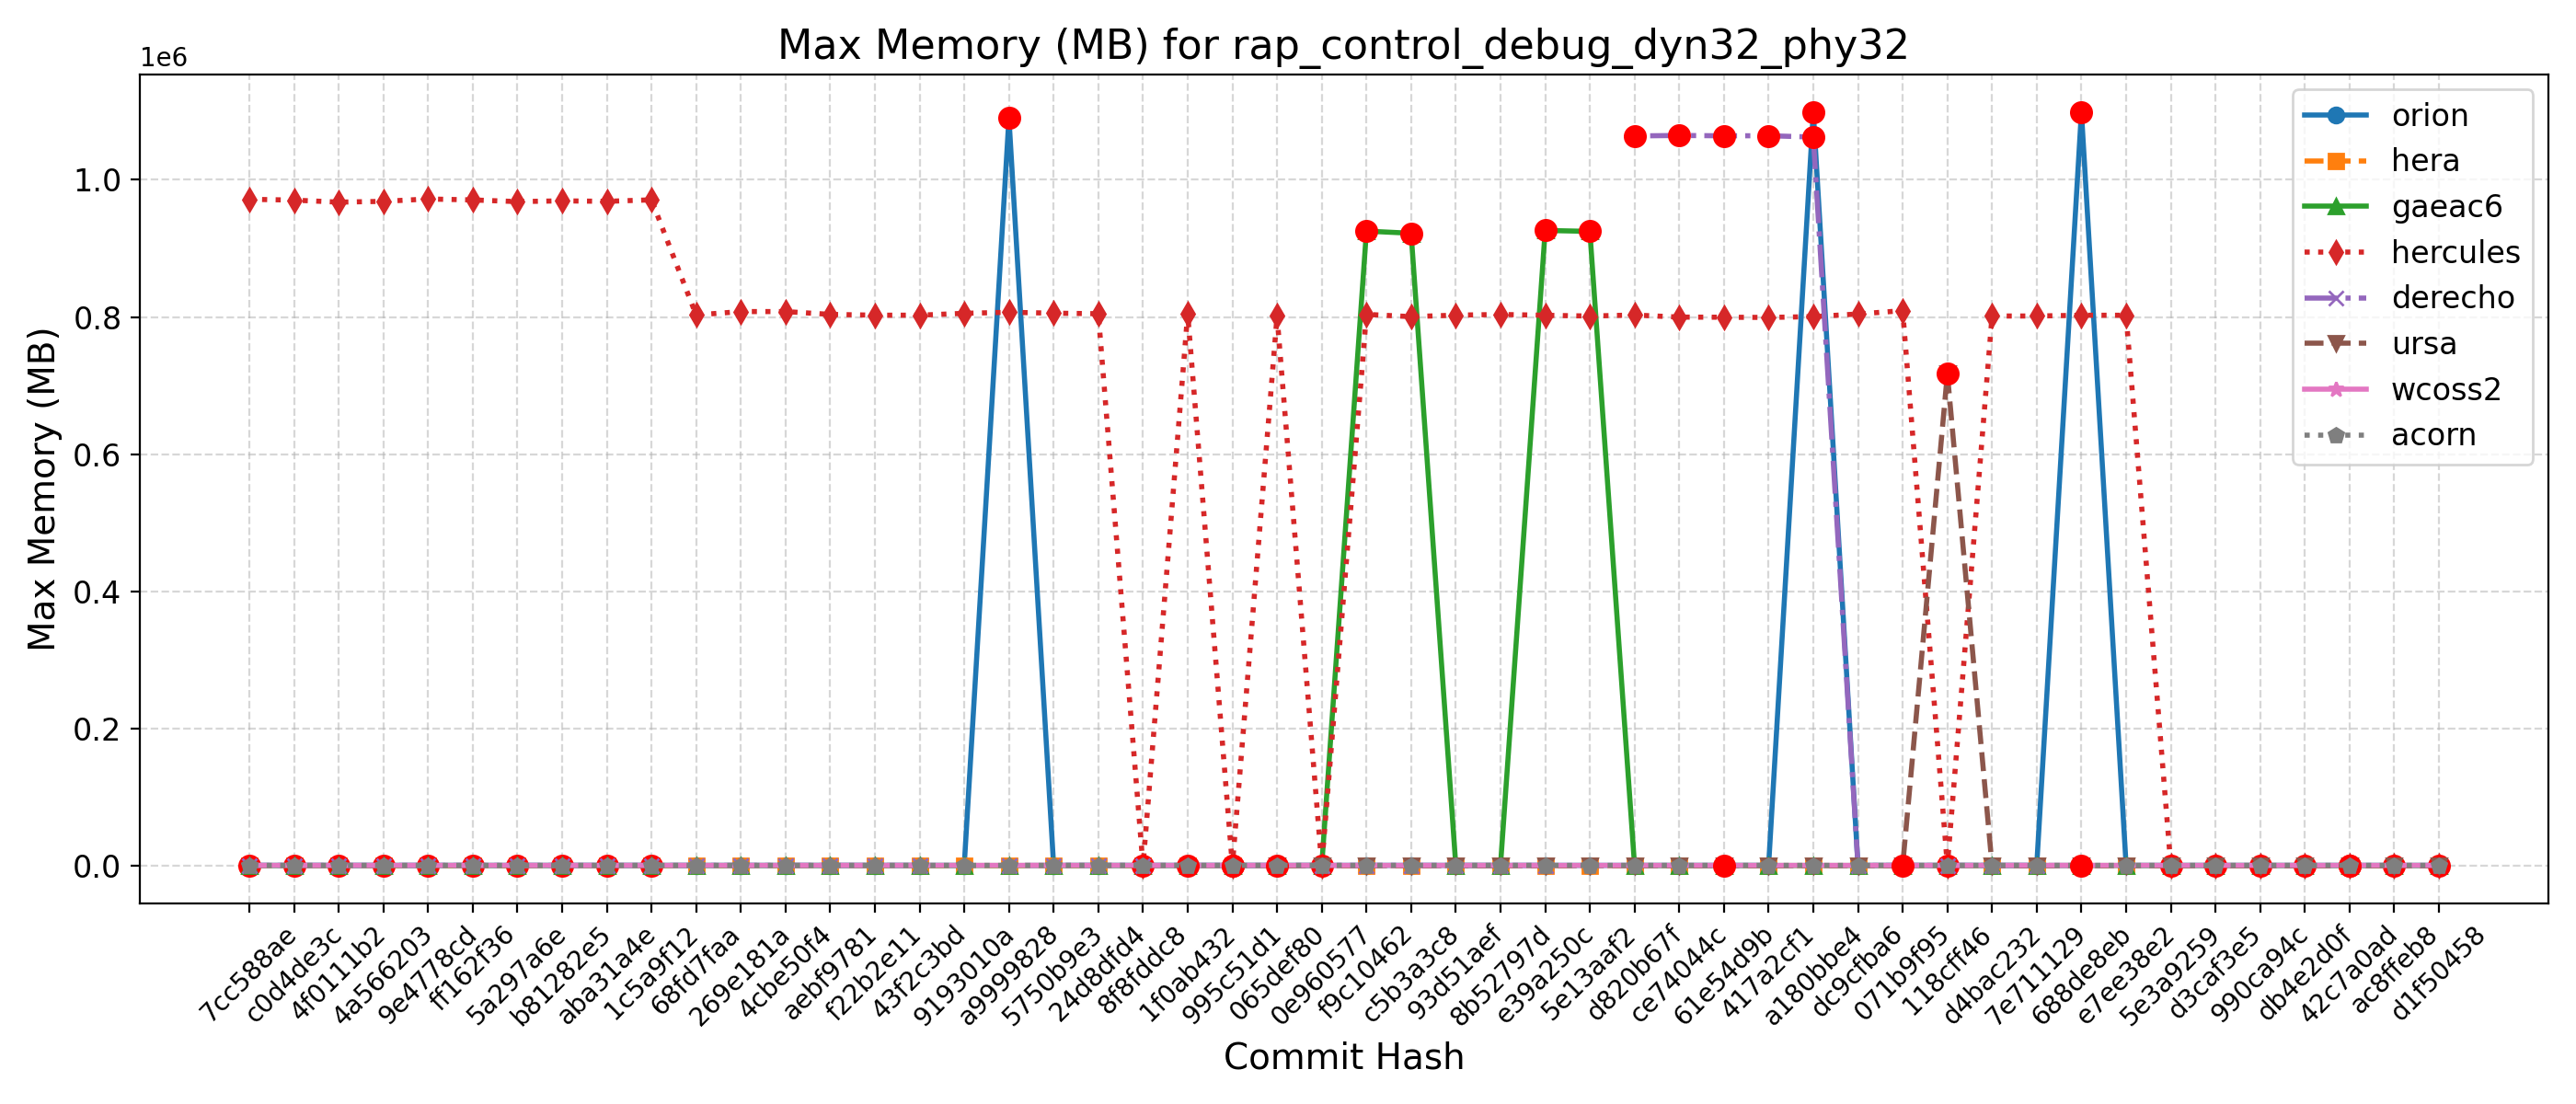 Max Memory (MB) for rap_control_debug_dyn32_phy32
1e6
Max Memory (MB)
1.0
0.8
0.6
0.4
0.2
0.0
orion
hera
gaeac6
hercules
derecho
ursa
wcoss2
acorn
7cc588ae
c0d4de3c
4f0111b2
4a566203
9e4778cd
ff162f36
5a297a6e
b81282e5
aba31a4e
1c5a9f12
68fd7faa
269e181a
4cbe50f4
aebf9781
f22b2e11
43f2c3bd
9193010a
a9999828
5750b9e3
24d8dfd4
8f8fddc8
1f0ab432
995c51d1
065def80
0e960577
f9c10462
c5b3a3c8
93d51aef
8b52797d
e39a250c
5e13aaf2
d820b67f
ce74044c
61e54d9b
417a2cf1
a180bbe4
dc9cfba6
071b9f95
118cff46
d4bac232
7e711129
688de8eb
e7ee38e2
5e3a9259
d3caf3e5
990ca94c
db4e2d0f
42c7a0ad
ac8ffeb8
d1f50458
Commit Hash